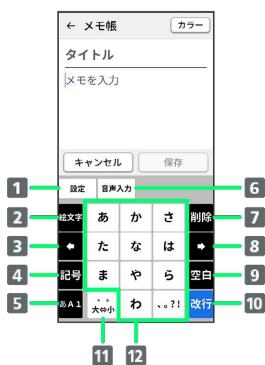 ← メモ帳 カラー
タイトル
メモを入力
キャンセル 保存
1 設定 音声入力 6
2 絵文字 あ か さ 削除 7
3 ← た な は → 8
4 記号 ま や ら 空白 9
5 あA1 ゛゜大⇔小 わ 、。?! 改行 10
11 12